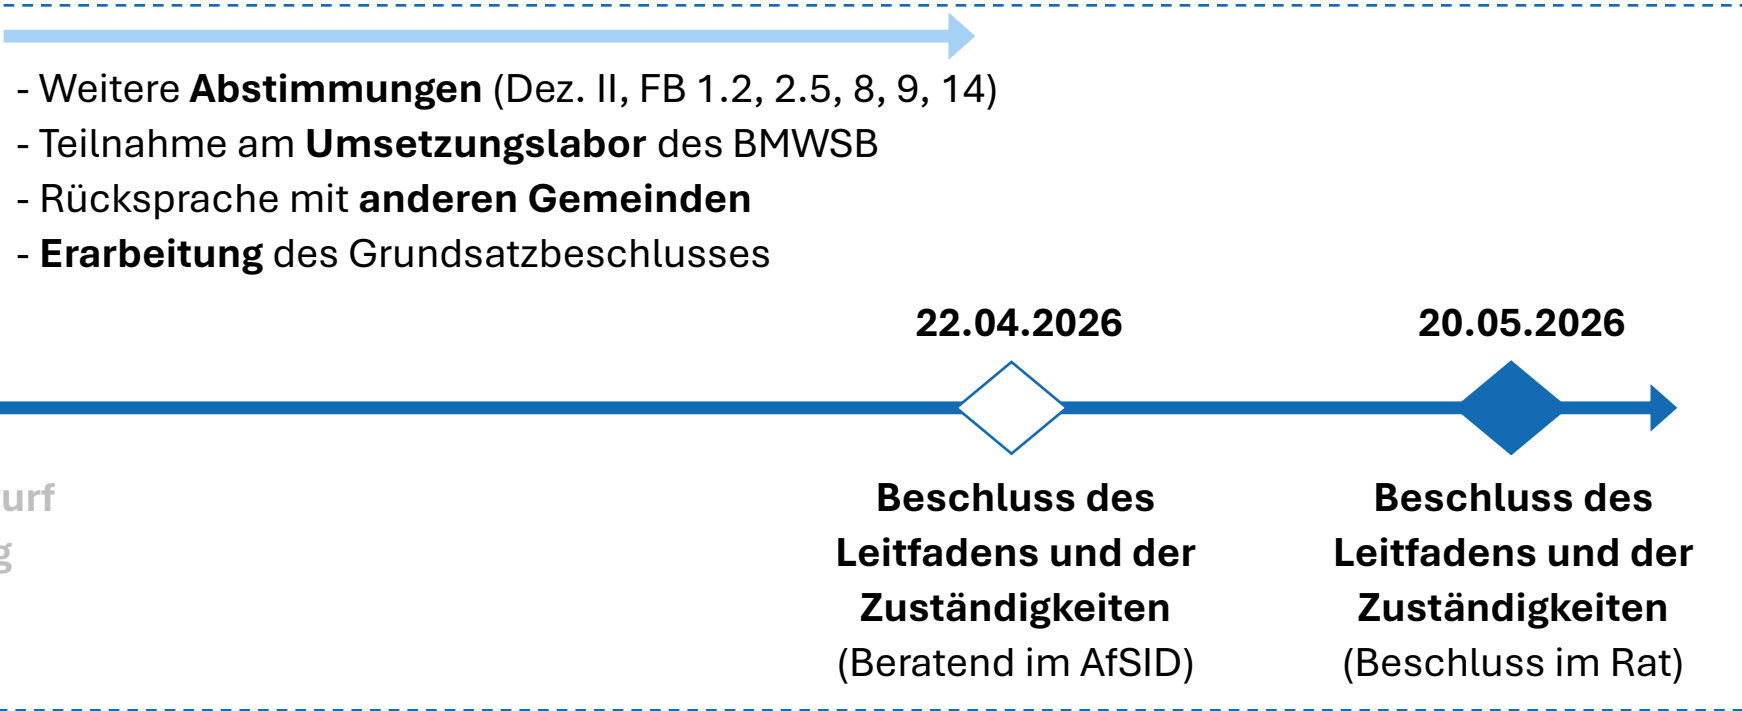 - Weitere Abstimmungen (Dez. II, FB 1.2, 2.5, 8, 9, 14)
- Teilnahme am Umsetzungslabor des BMWSB
- Rücksprache mit anderen Gemeinden
- Erarbeitung des Grundsatzbeschlusses
22.04.2026
20.05.2026
urf
g
Beschluss des
Leitfadens und der
Zuständigkeiten
(Beratend im AfSID)
Beschluss des
Leitfadens und der
Zuständigkeiten
(Beschluss im Rat)